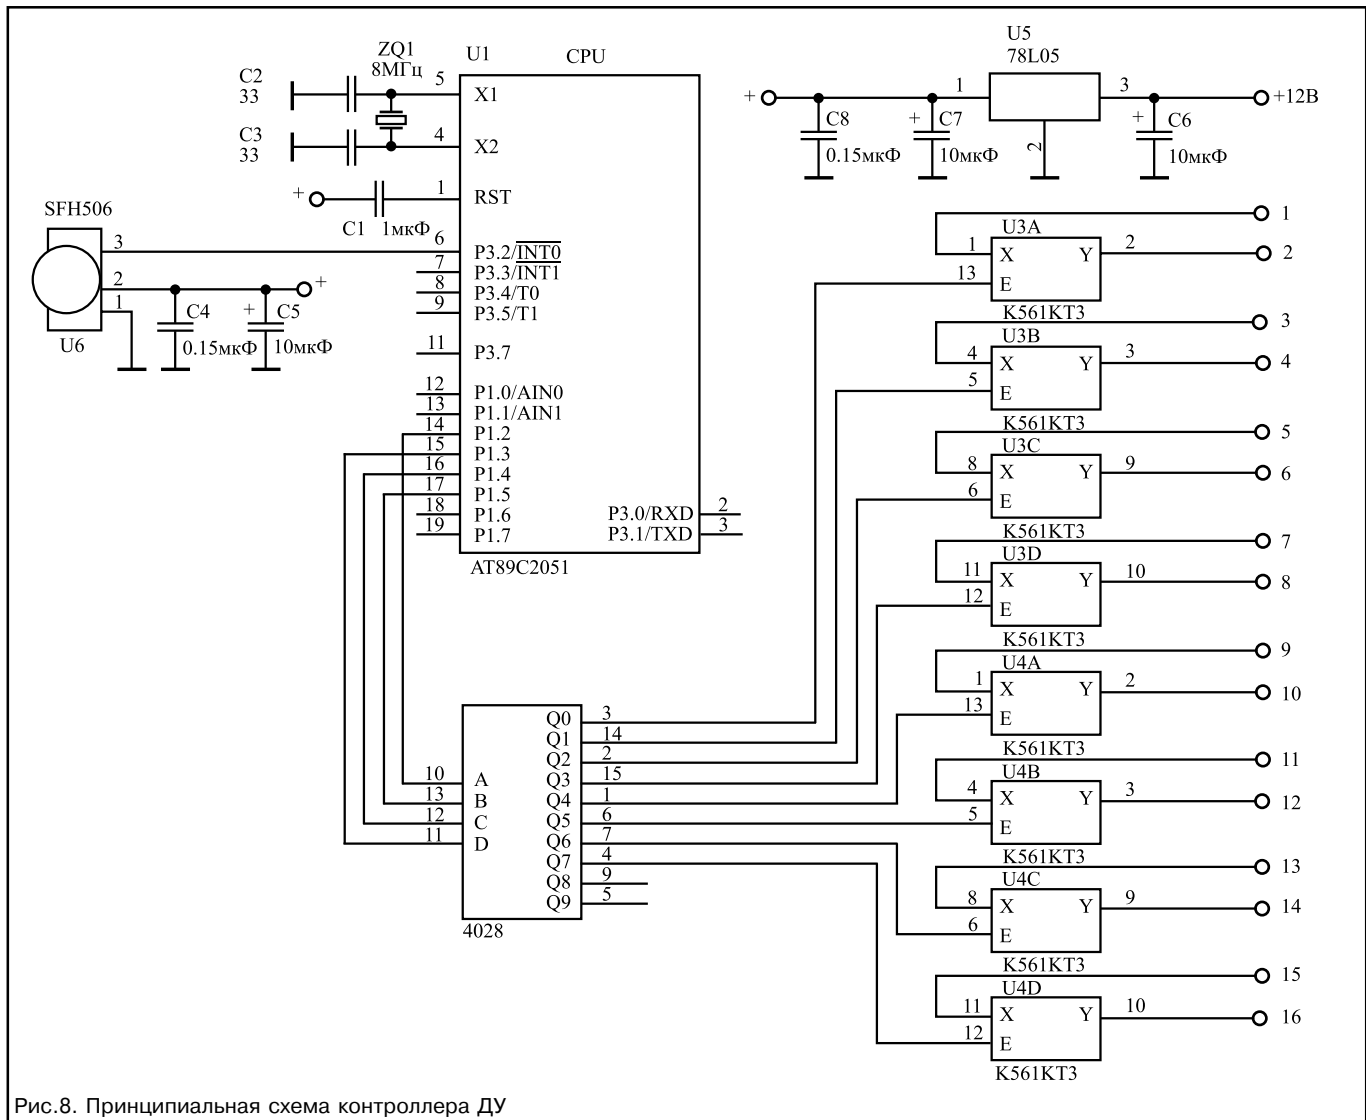 ZQ1
8МГц
C2
33
C3
33
U1
CPU
5
X1
4
X2
1
RST
+
C1
1мкФ
SFH506
3
2
1
U6
+
C4
0.15мкФ
+
C5
10мкФ
6
P3.2/INT0
7
P3.3/INT1
8
P3.4/T0
9
P3.5/T1
11
P3.7
12
P1.0/AIN0
13
P1.1/AIN1
14
P1.2
15
P1.3
16
P1.4
17
P1.5
18
P1.6
19
P1.7
P3.0/RXD
2
P3.1/TXD
3
AT89C2051
U5
78L05
+
1
3
2
+12В
C8
0.15мкФ
+
C7
10мкФ
+
C6
10мкФ
10
A
13
B
12
C
11
D
Q0
3
Q1
14
Q2
2
Q3
15
Q4
1
Q5
6
Q6
7
Q7
4
Q8
9
Q9
5
4028
1
U3A
1
X
Y
2
2
13
E
К561КТ3
3
U3B
4
X
Y
3
4
5
E
К561КТ3
5
U3C
8
X
Y
9
6
6
E
К561КТ3
7
U3D
11
X
Y
10
8
12
E
К561КТ3
9
U4A
1
X
Y
2
10
13
E
К561КТ3
11
U4B
4
X
Y
3
12
5
E
К561КТ3
13
U4C
8
X
Y
9
14
6
E
К561КТ3
15
U4D
11
X
Y
10
16
12
E
К561КТ3
Рис.8. Принципиальная схема контроллера ДУ